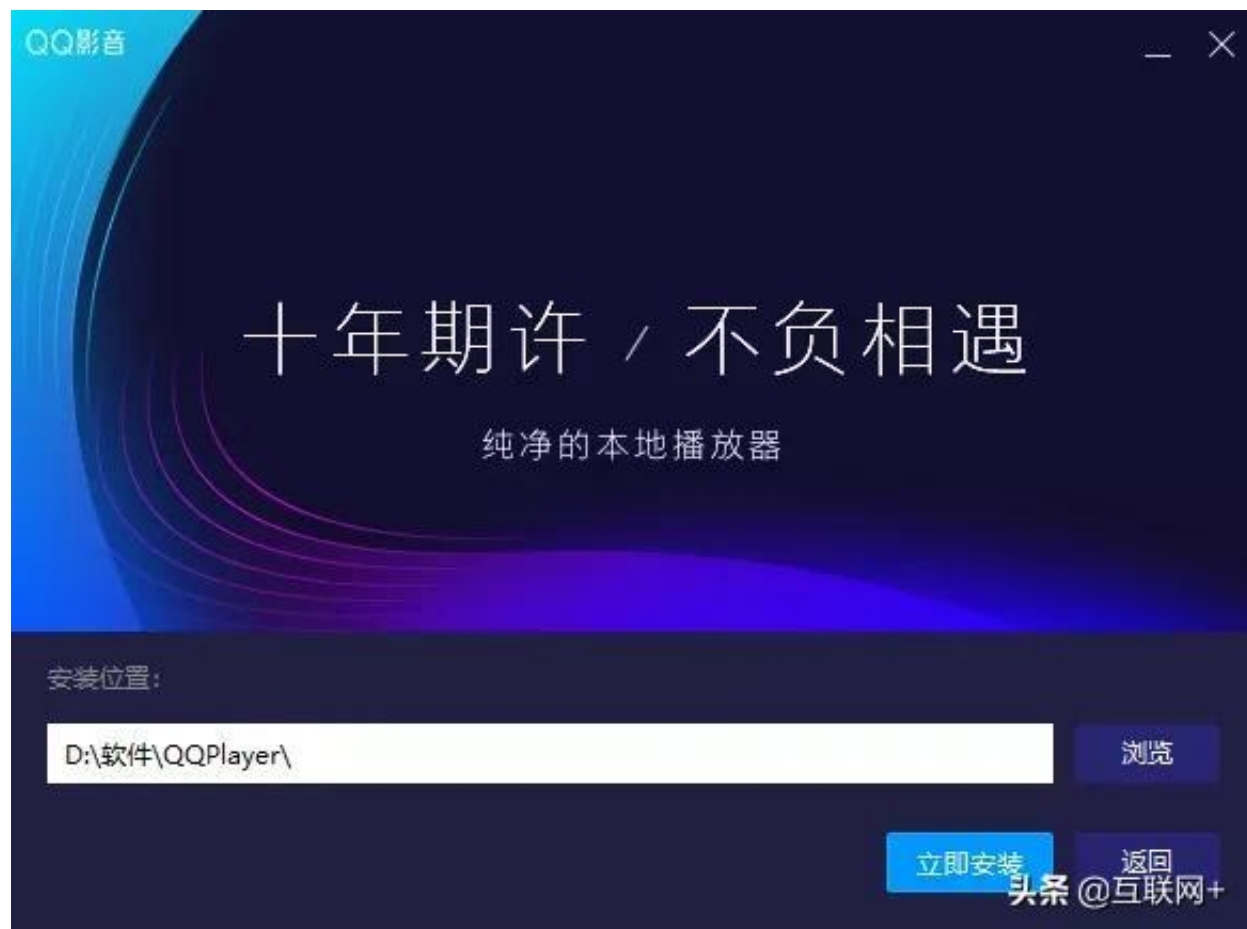 QQ影音
十年期许 / 不负相遇
纯净的本地播放器
安装位置:
D:\软件\QQPlayer\
浏览
立即安装
返回
头条 @互联网+